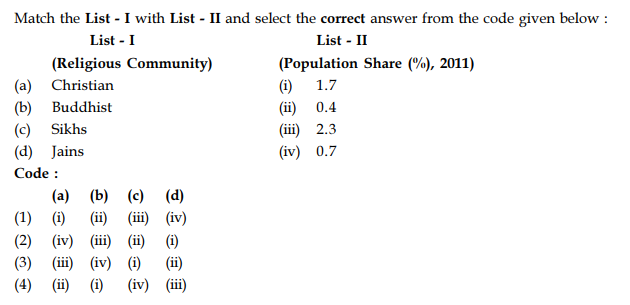 Match the List - I with List - II and select the correct answer from the code given below :
List - I List - II
(Religious Community) (Population Share (%), 2011)
(a) Christian (i) 1.7
(b) Buddhist (ii) 0.4
(c) Sikhs (iii) 2.3
(d) Jains (iv) 0.7
Code :
(a) (b) (c) (d)
(1) (i) (ii) (iii) (iv)
(2) (iv) (iii) (ii) (i)
(3) (iii) (iv) (i) (ii)
(4) (ii) (i) (iv) (iii)